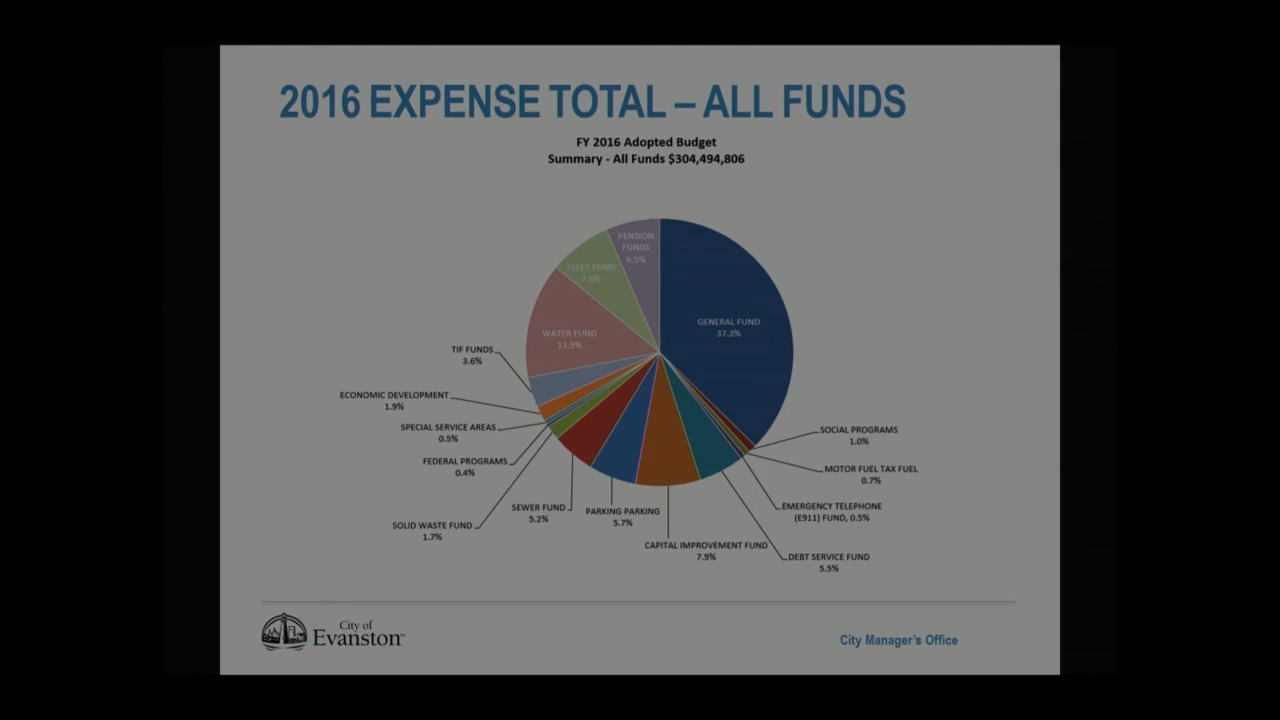 2016 EXPENSE TOTAL – ALL FUNDS
FY 2016 Adopted Budget
Summary - All Funds $304,494,806
PENSION
FUNDS
6.5%
FLEET FUND
7.6%
GENERAL FUND
37.3%
WATER FUND
13.9%
TIF FUNDS
3.6%
ECONOMIC DEVELOPMENT
1.9%
SPECIAL SERVICE AREAS
0.5%
FEDERAL PROGRAMS
0.4%
SOLID WASTE FUND
1.7%
SEWER FUND
5.2%
PARKING PARKING
5.7%
CAPITAL IMPROVEMENT FUND
7.9%
DEBT SERVICE FUND
5.5%
EMERGENCY TELEPHONE
(E911) FUND, 0.5%
MOTOR FUEL TAX FUEL
0.7%
SOCIAL PROGRAMS
1.0%
City of
Evanston™
City Manager's Office